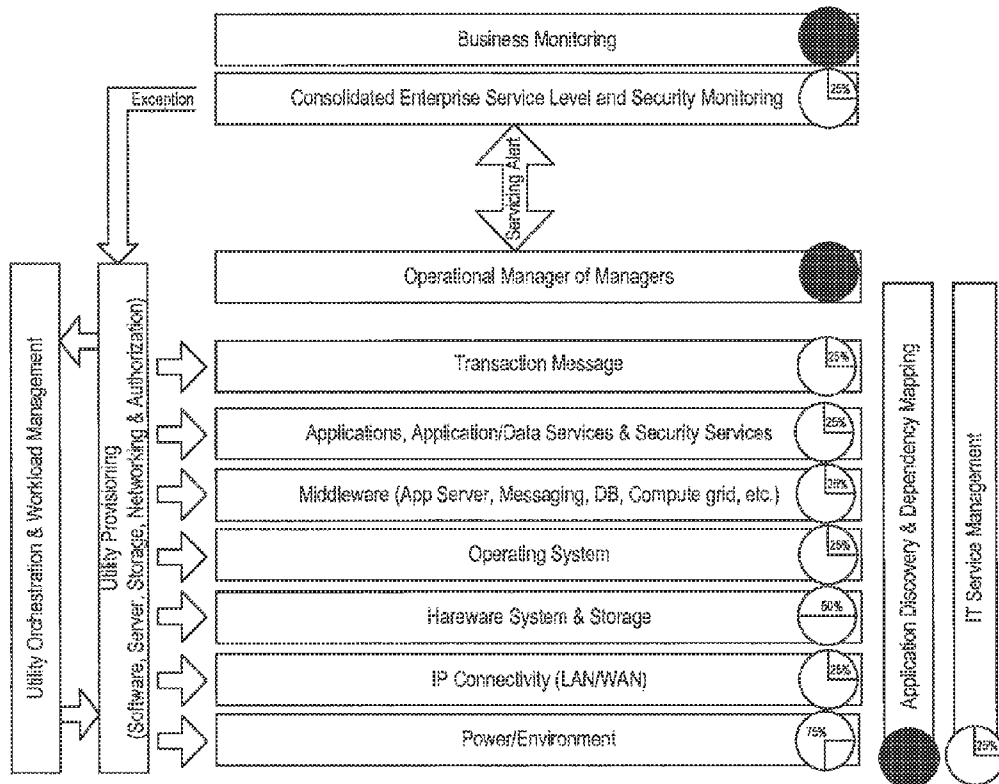 Business Monitoring
Consolidated Enterprise Service Level and Security Monitoring
25%
Exception
Servicing Alert
Operational Manager of Managers
Transaction Message
25%
Applications, Application/Data Services & Security Services
25%
Middleware (App Server, Messaging, DB, Compute grid, etc.)
25%
Operating System
25%
Hareware System & Storage
50%
IP Connectivity (LAN/WAN)
25%
Power/Environment
75%
Utility Orchestration & Workload Management
Utility Provisioning
(Software, Server, Storage, Networking & Authorization)
Application Discovery & Dependency Mapping
IT Service Management
25%